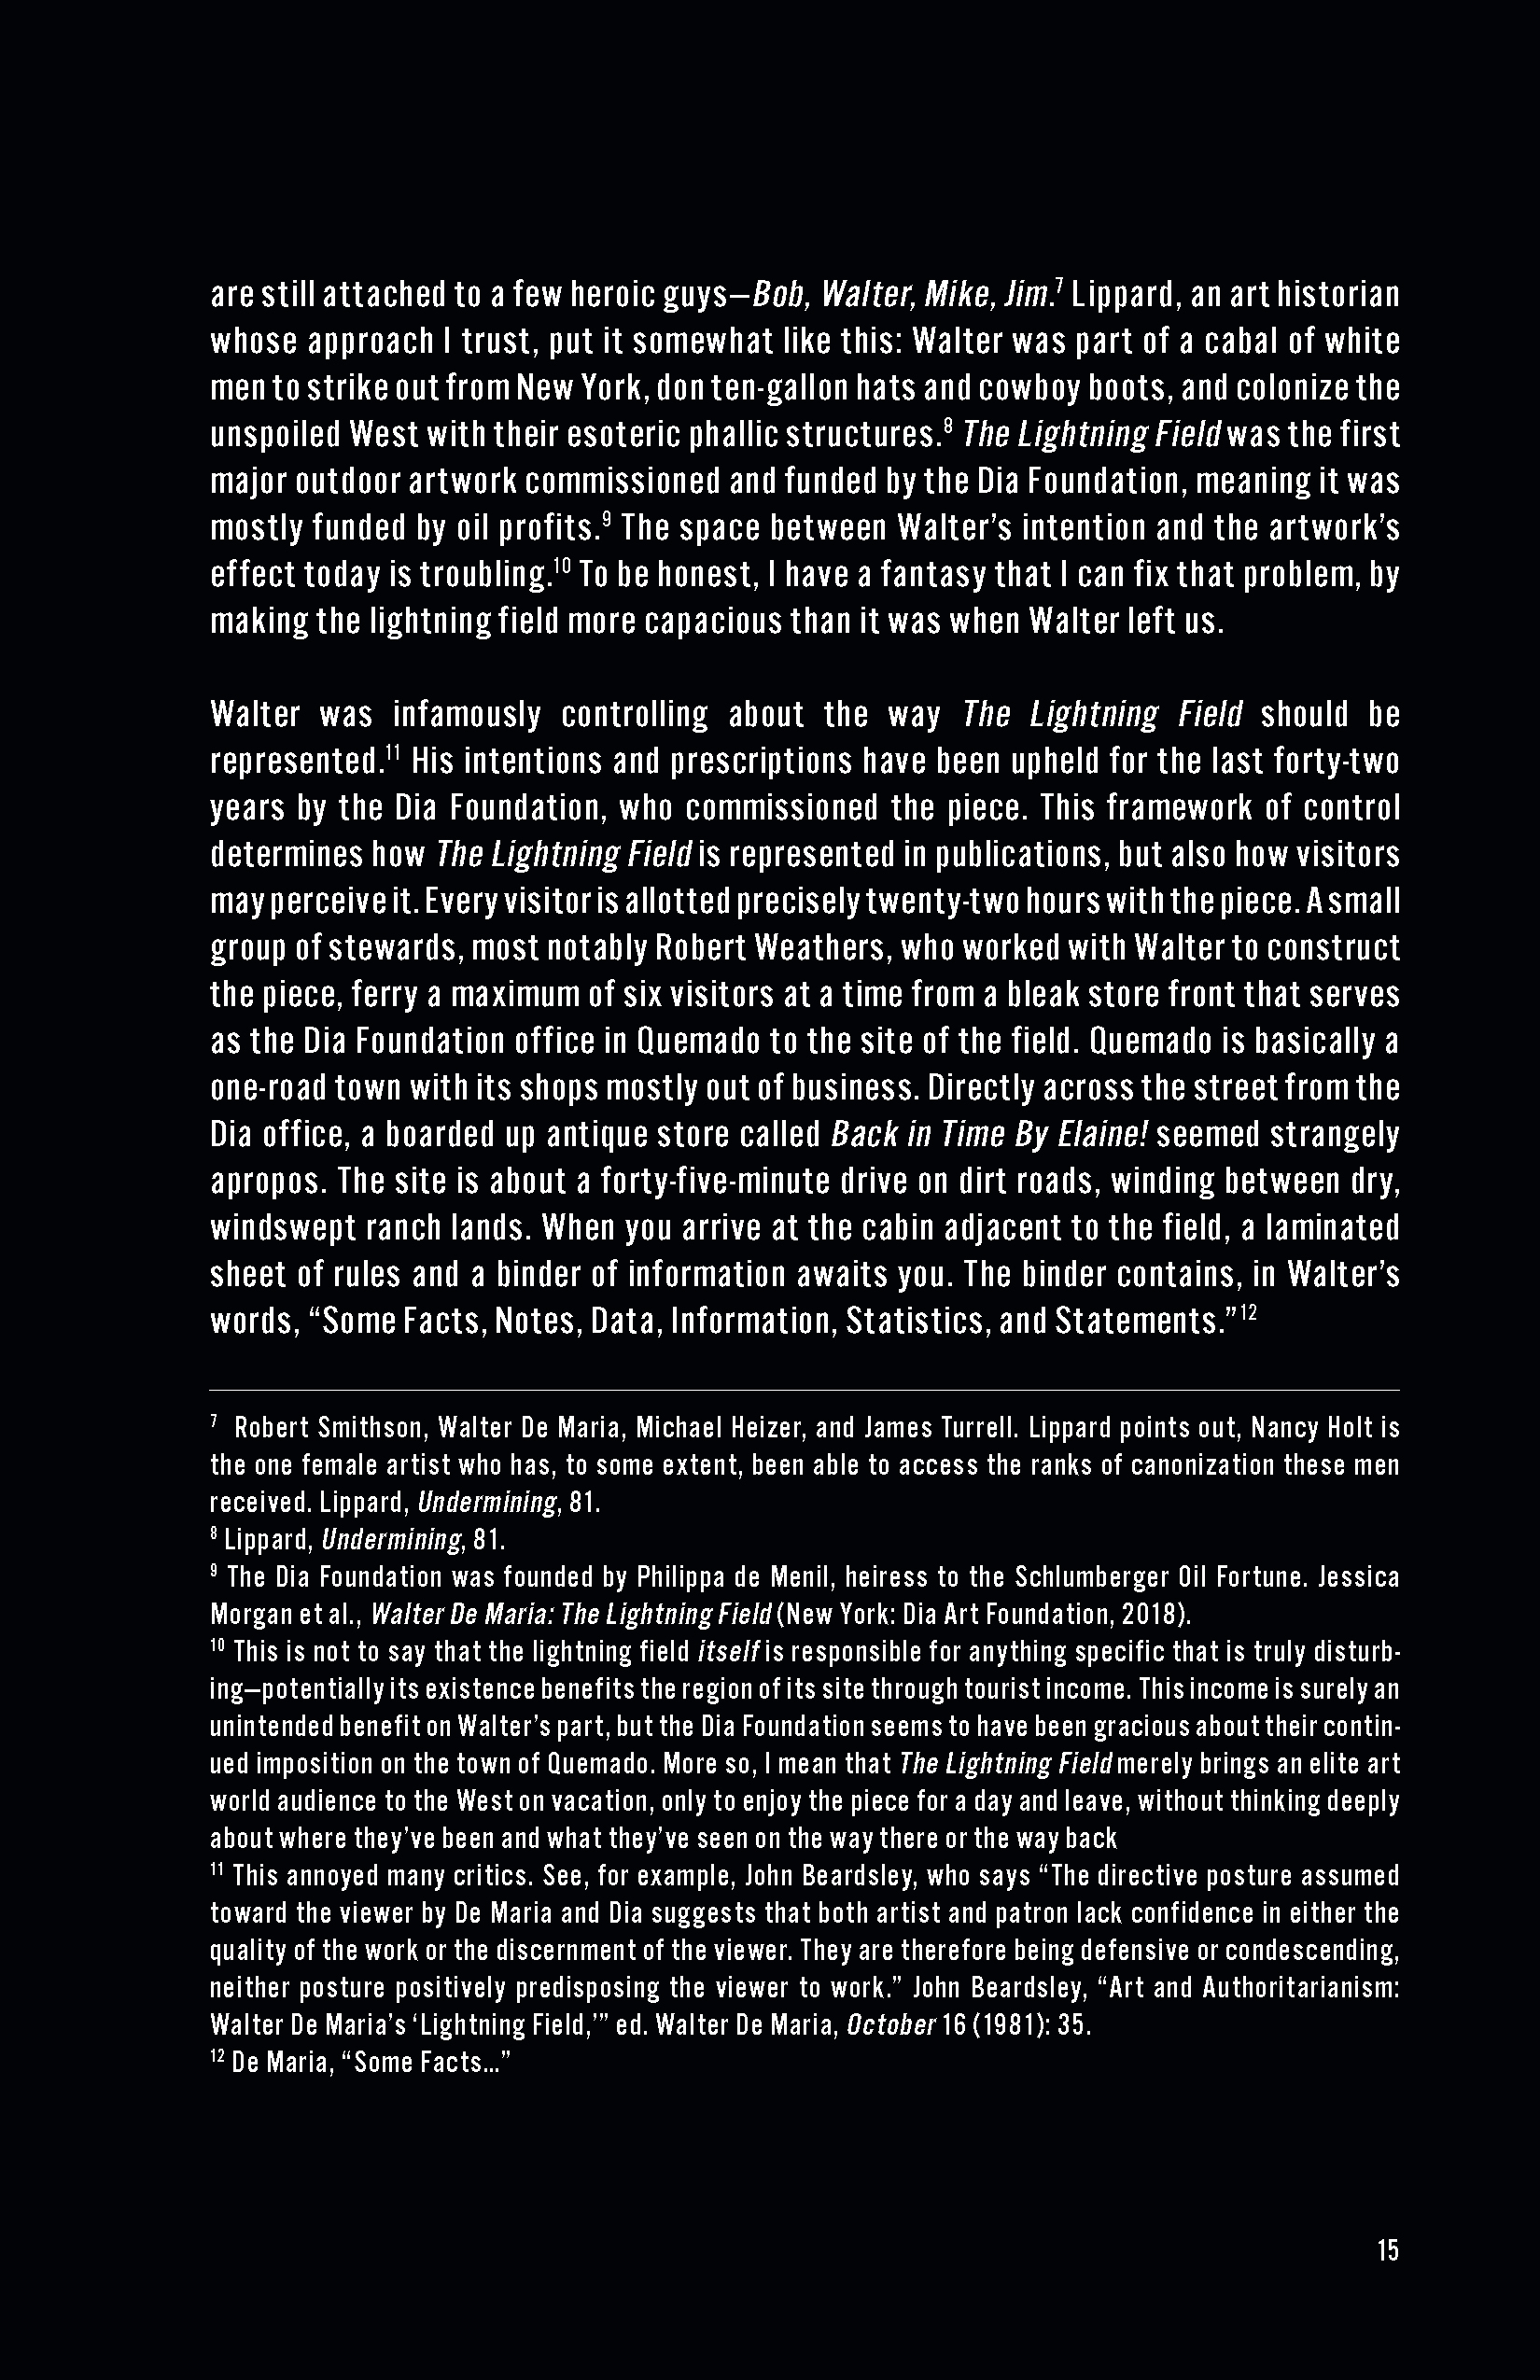 are still attached to a few heroic guys—Bob, Walter, Mike, Jim.7 Lippard, an art historian
whose approach I trust, put it somewhat like this: Walter was part of a cabal of white
men to strike out from New York, don ten-gallon hats and cowboy boots, and colonize the
unspoiled West with their esoteric phallic structures.8 The Lightning Field was the first
major outdoor artwork commissioned and funded by the Dia Foundation, meaning it was
mostly funded by oil profits.9 The space between Walter’s intention and the artwork’s
effect today is troubling.10 To be honest, I have a fantasy that I can fix that problem, by
making the lightning field more capacious than it was when Walter left us.
Walter was infamously controlling about the way The Lightning Field should be
represented.11 His intentions and prescriptions have been upheld for the last forty-two
years by the Dia Foundation, who commissioned the piece. This framework of control
determines how The Lightning Field is represented in publications, but also how visitors
may perceive it. Every visitor is allotted precisely twenty-two hours with the piece. A small
group of stewards, most notably Robert Weathers, who worked with Walter to construct
the piece, ferry a maximum of six visitors at a time from a bleak store front that serves
as the Dia Foundation office in Quemado to the site of the field. Quemado is basically a
one-road town with its shops mostly out of business. Directly across the street from the
Dia office, a boarded up antique store called Back in Time By Elaine! seemed strangely
apropos. The site is about a forty-five-minute drive on dirt roads, winding between dry,
windswept ranch lands. When you arrive at the cabin adjacent to the field, a laminated
sheet of rules and a binder of information awaits you. The binder contains, in Walter’s
words, “Some Facts, Notes, Data, Information, Statistics, and Statements.”12
7 Robert Smithson, Walter De Maria, Michael Heizer, and James Turrell. Lippard points out, Nancy Holt is
the one female artist who has, to some extent, been able to access the ranks of canonization these men
received. Lippard, Undermining, 81.
8 Lippard, Undermining, 81.
9 The Dia Foundation was founded by Philippa de Menil, heiress to the Schlumberger Oil Fortune. Jessica
Morgan et al., Walter De Maria: The Lightning Field (New York: Dia Art Foundation, 2018).
10 This is not to say that the lightning field itself is responsible for anything specific that is truly disturb-
ing—potentially its existence benefits the region of its site through tourist income. This income is surely an
unintended benefit on Walter’s part, but the Dia Foundation seems to have been gracious about their contin-
ued imposition on the town of Quemado. More so, I mean that The Lightning Field merely brings an elite art
world audience to the West on vacation, only to enjoy the piece for a day and leave, without thinking deeply
about where they’ve been and what they’ve seen on the way there or the way back
11 This annoyed many critics. See, for example, John Beardsley, who says “The directive posture assumed
toward the viewer by De Maria and Dia suggests that both artist and patron lack confidence in either the
quality of the work or the discernment of the viewer. They are therefore being defensive or condescending,
neither posture positively predisposing the viewer to work.” John Beardsley, “Art and Authoritarianism:
Walter De Maria’s ‘Lightning Field,’” ed. Walter De Maria, October 16 (1981): 35.
12 De Maria, “Some Facts…”
15